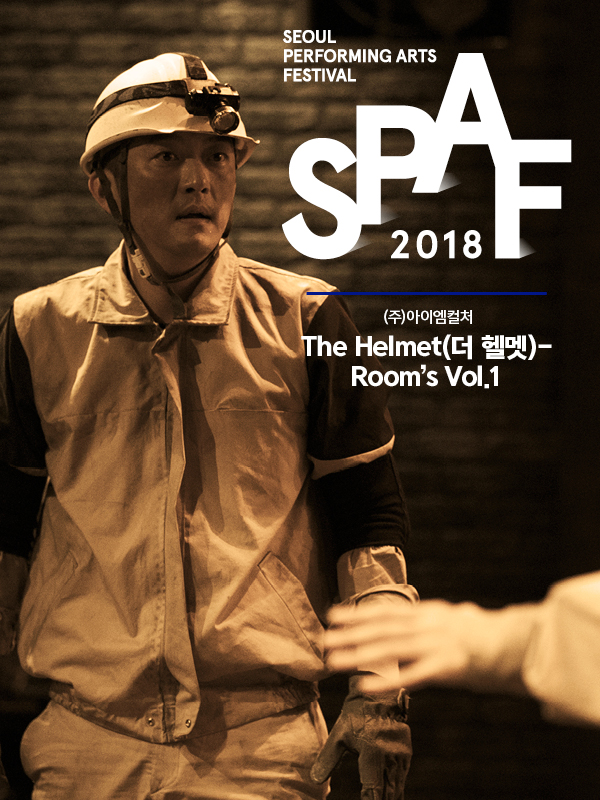 SEOUL
PERFORMING ARTS
FESTIVAL
SPAF
2018
(주)아이엠컬처
The Helmet(더 헬멧)-
Room's Vol.1